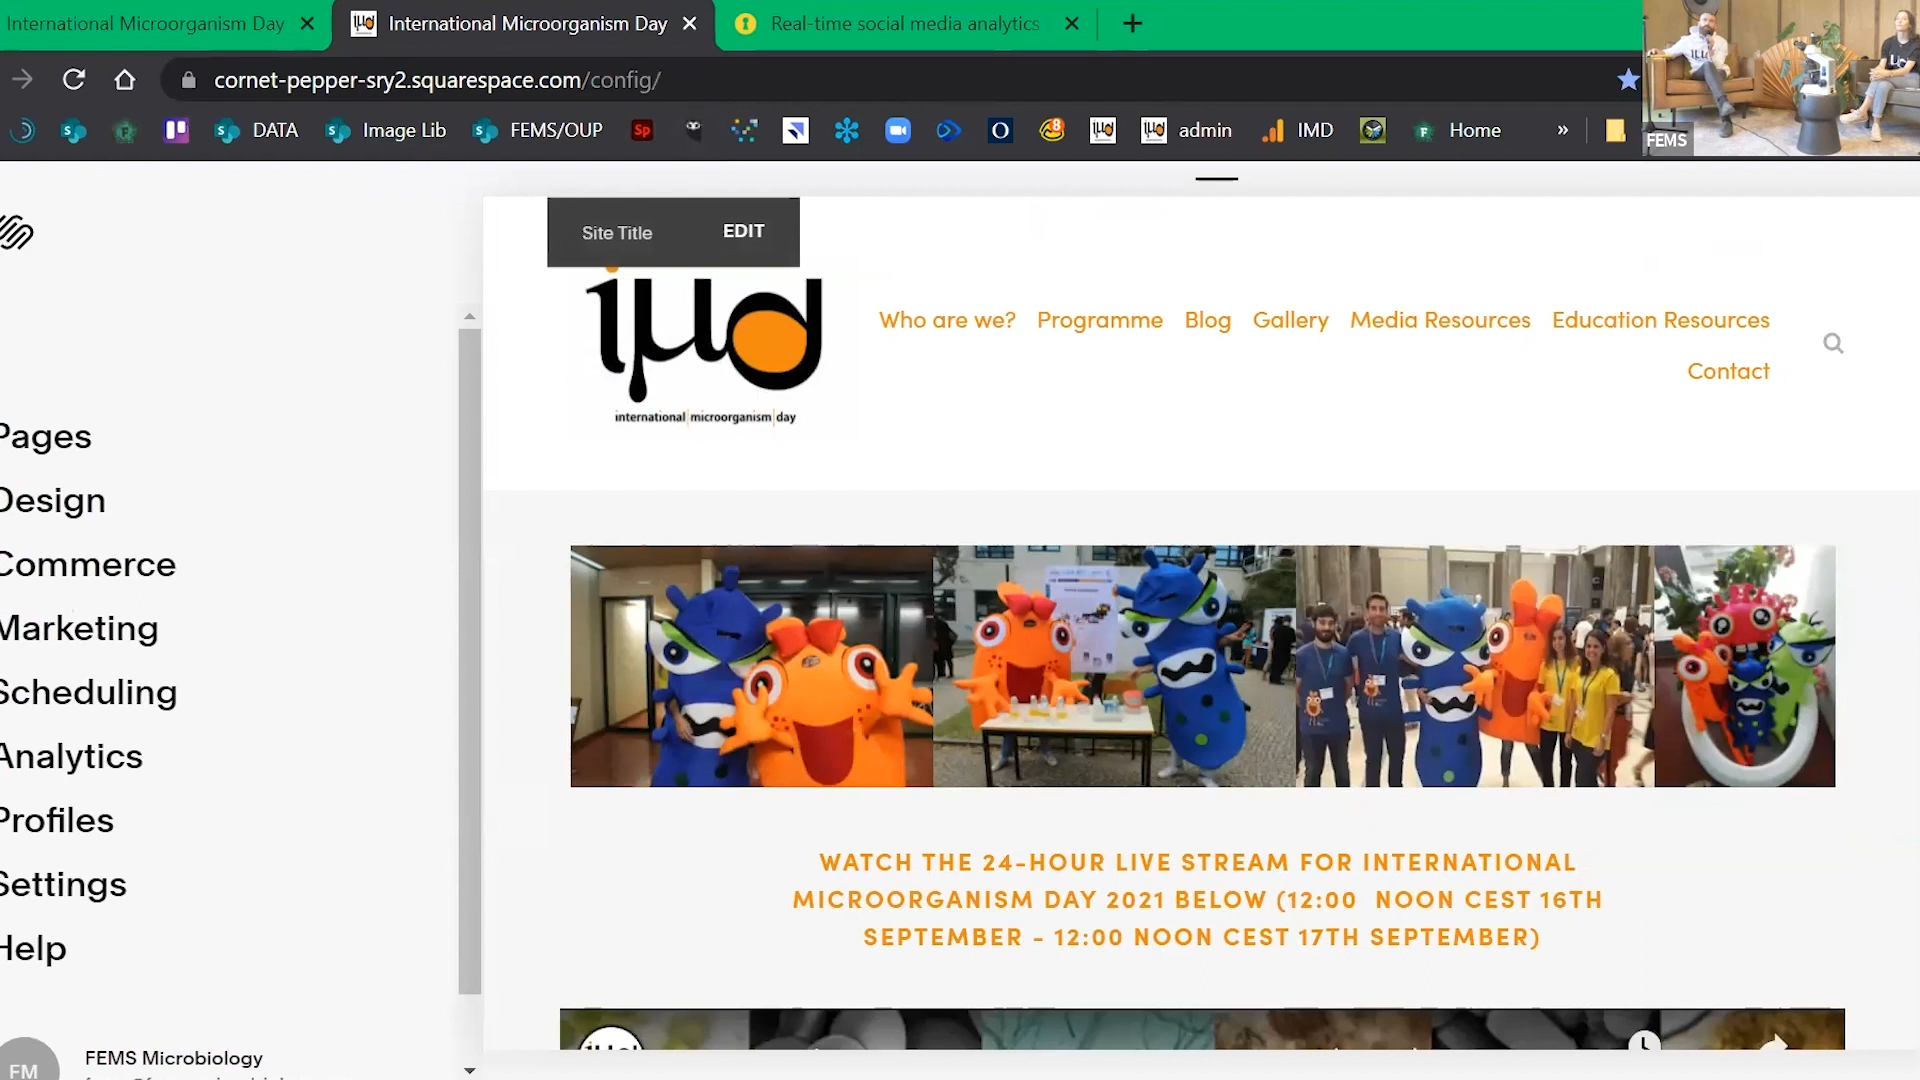 International Microorganism Day
International Microorganism Day
Real-time social media analytics
cornet-pepper-sry2.squarespace.com/config/
DATA
Image Lib
FEMS/OUP
Sp
admin
IMD
Home
»
FEMS
Site Title
EDIT
iµd
international|microorganism|day
Who are we?
Programme
Blog
Gallery
Media Resources
Education Resources
Contact
Pages
Design
Commerce
Marketing
Scheduling
Analytics
Profiles
Settings
Help
WATCH THE 24-HOUR LIVE STREAM FOR INTERNATIONAL
MICROORGANISM DAY 2021 BELOW (12:00 NOON CEST 16TH
SEPTEMBER - 12:00 NOON CEST 17TH SEPTEMBER)
FM
FEMS Microbiology